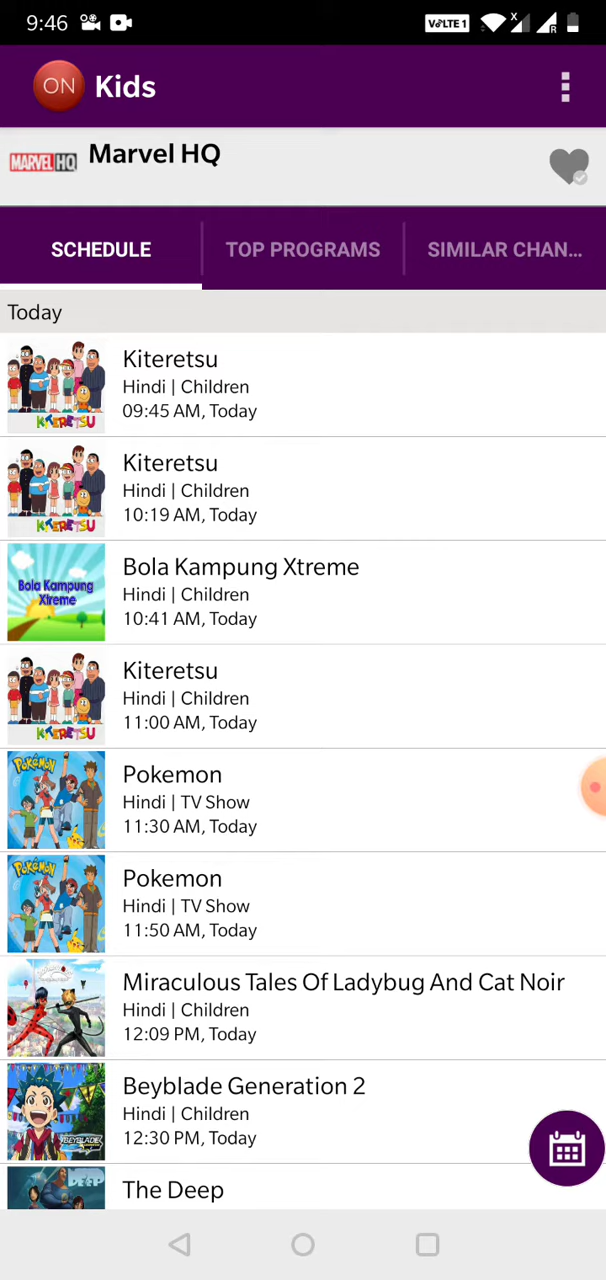 9:46
VoLTE 1
X
R
ON
Kids
MARVEL HQ
Marvel HQ
SCHEDULE
TOP PROGRAMS
SIMILAR CHAN...
Today
KITERETSU
Kiteretsu
Hindi | Children
09:45 AM, Today
KITERETSU
Kiteretsu
Hindi | Children
10:19 AM, Today
Bola Kampung
Xtreme
Bola Kampung Xtreme
Hindi | Children
10:41 AM, Today
KITERETSU
Kiteretsu
Hindi | Children
11:00 AM, Today
POKéMON
Pokemon
Hindi | TV Show
11:30 AM, Today
POKéMON
Pokemon
Hindi | TV Show
11:50 AM, Today
Miraculous Tales Of Ladybug And Cat Noir
Hindi | Children
12:09 PM, Today
BEYBLADE
Beyblade Generation 2
Hindi | Children
12:30 PM, Today
DEEP
The Deep